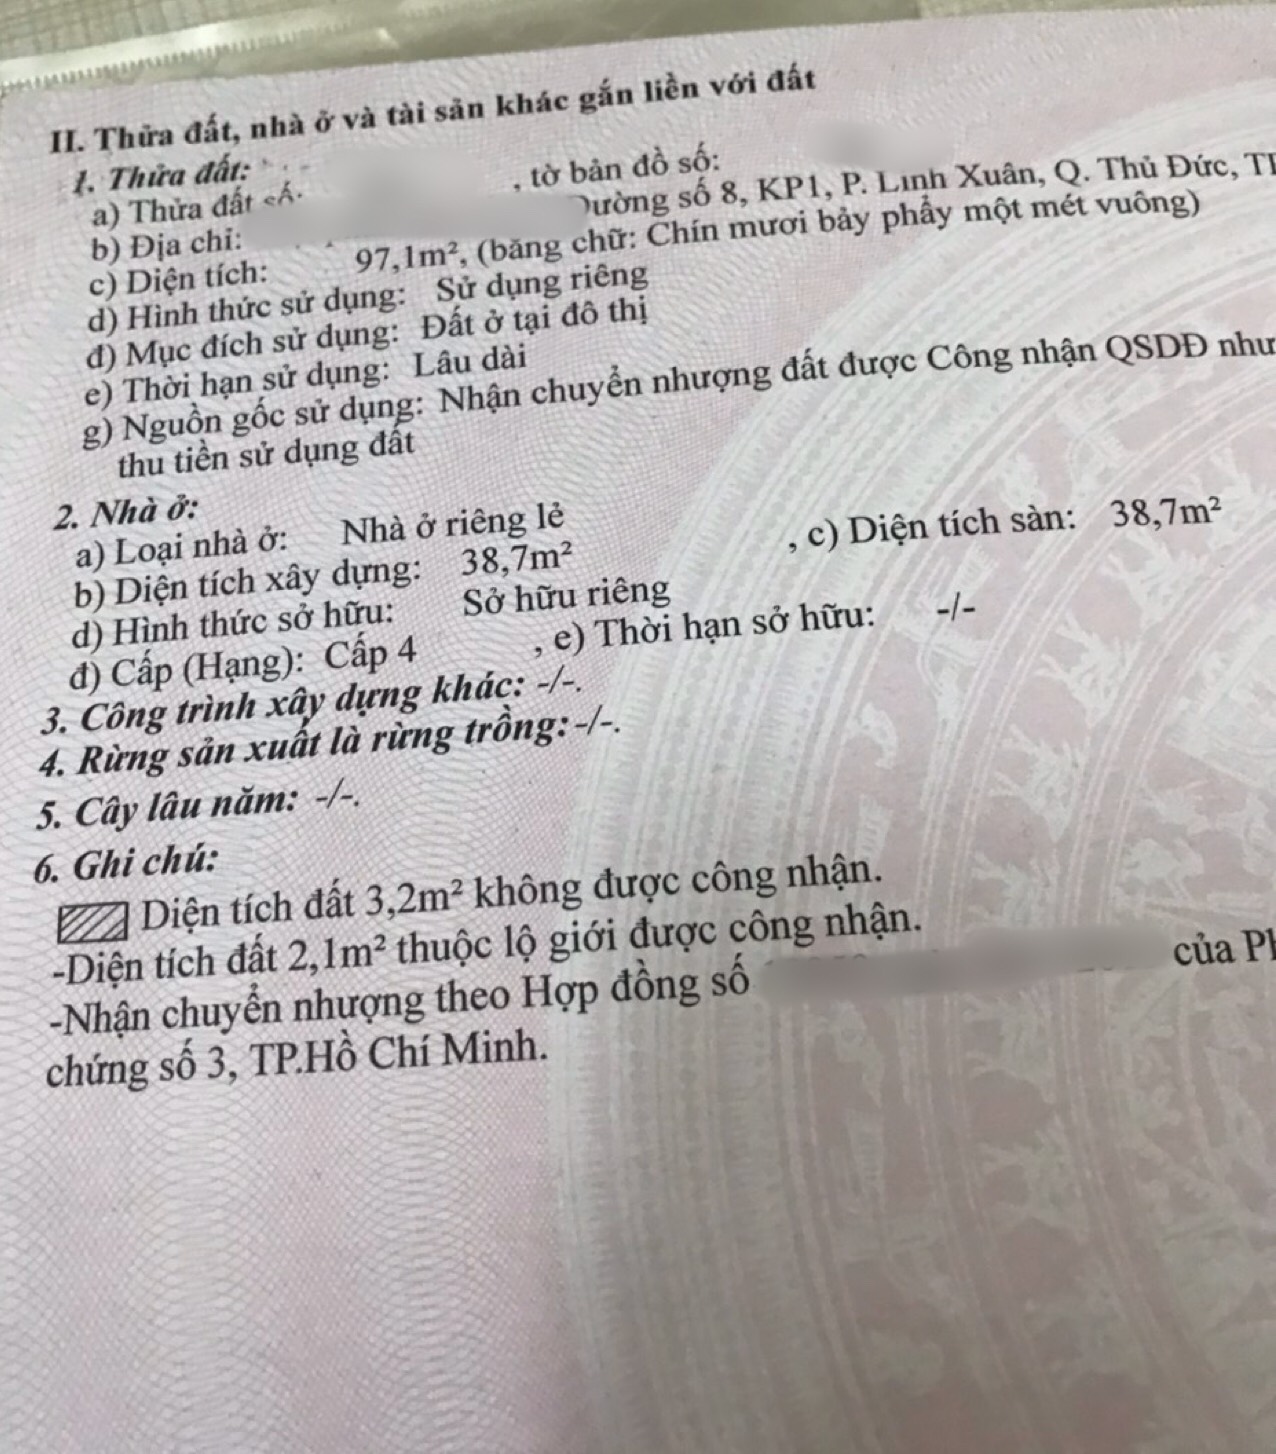 II. Thửa đất, nhà ở và tài sản khác gắn liền với đất
1. Thửa đất:
a) Thửa đất số: , tờ bản đồ số:
b) Địa chỉ: Đường số 8, KP1, P. Linh Xuân, Q. Thủ Đức,
c) Diện tích: 97,1m², (bằng chữ: Chín mươi bảy phẩy một mét vuông)
d) Hình thức sử dụng: Sử dụng riêng
đ) Mục đích sử dụng: Đất ở tại đô thị
e) Thời hạn sử dụng: Lâu dài
g) Nguồn gốc sử dụng: Nhận chuyển nhượng đất được Công nhận QSDĐ như
thu tiền sử dụng đất
2. Nhà ở:
a) Loại nhà ở: Nhà ở riêng lẻ
b) Diện tích xây dựng: 38,7m² , c) Diện tích sàn: 38,7m²
d) Hình thức sở hữu: Sở hữu riêng
đ) Cấp (Hạng): Cấp 4 , e) Thời hạn sở hữu: -/-
3. Công trình xây dựng khác: -/-.
4. Rừng sản xuất là rừng trồng: -/-.
5. Cây lâu năm: -/-.
6. Ghi chú:
Diện tích đất 3,2m² không được công nhận.
-Diện tích đất 2,1m² thuộc lộ giới được công nhận.
-Nhận chuyển nhượng theo Hợp đồng số của
chứng số 3, TP.Hồ Chí Minh.